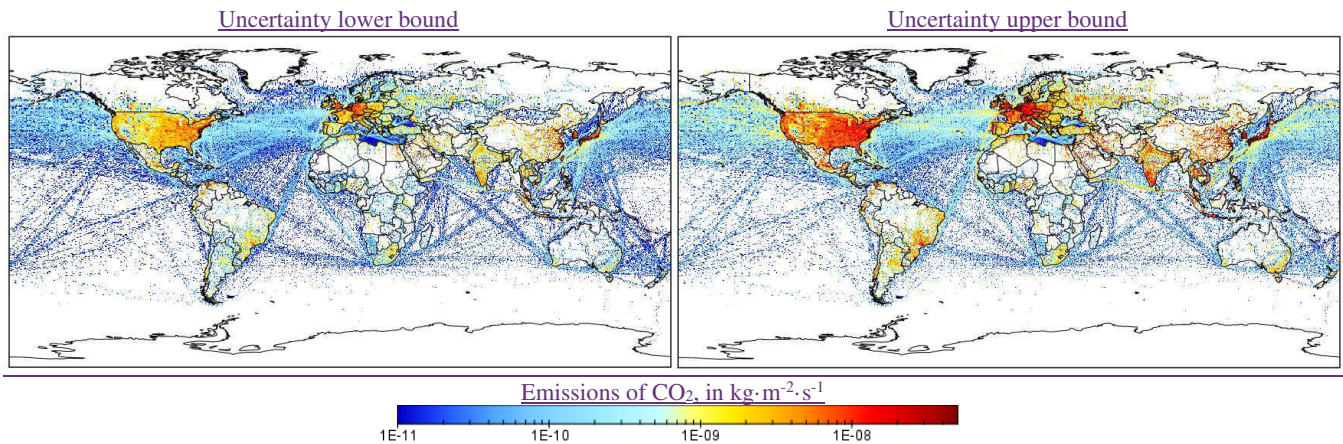 Uncertainty lower bound
Uncertainty upper bound
Emissions of CO₂, in kg·m⁻²·s⁻¹
1E-11
1E-10
1E-09
1E-08